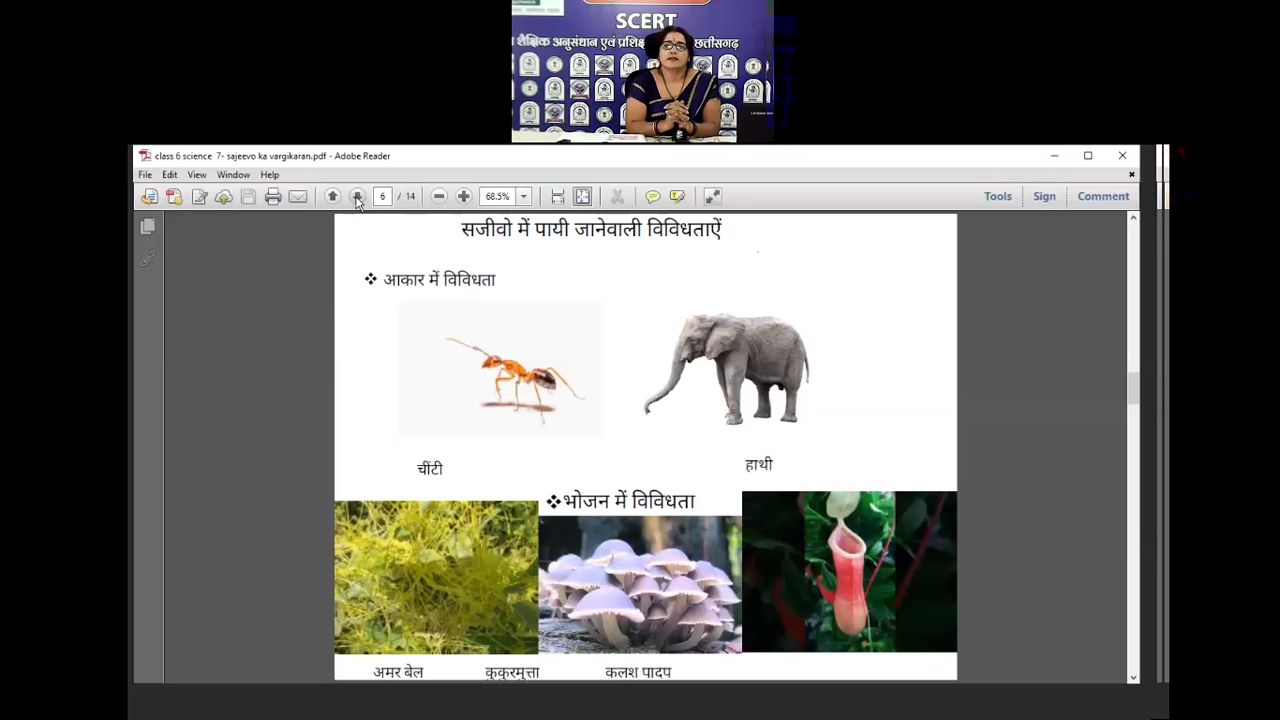 SCERT
शैक्षिक अनुसंधान एवं प्रशिक्ष
छत्तीसगढ़
class 6 science 7- sajeevo ka vargikaran.pdf - Adobe Reader
File Edit View Window Help
6 / 14 68.5% Tools Sign Comment
सजीवो में पायी जानेवाली विविधताऐं
❖ आकार में विविधता
चींटी हाथी
❖भोजन में विविधता
अमर बेल कुकुरमुत्ता कलश पादप